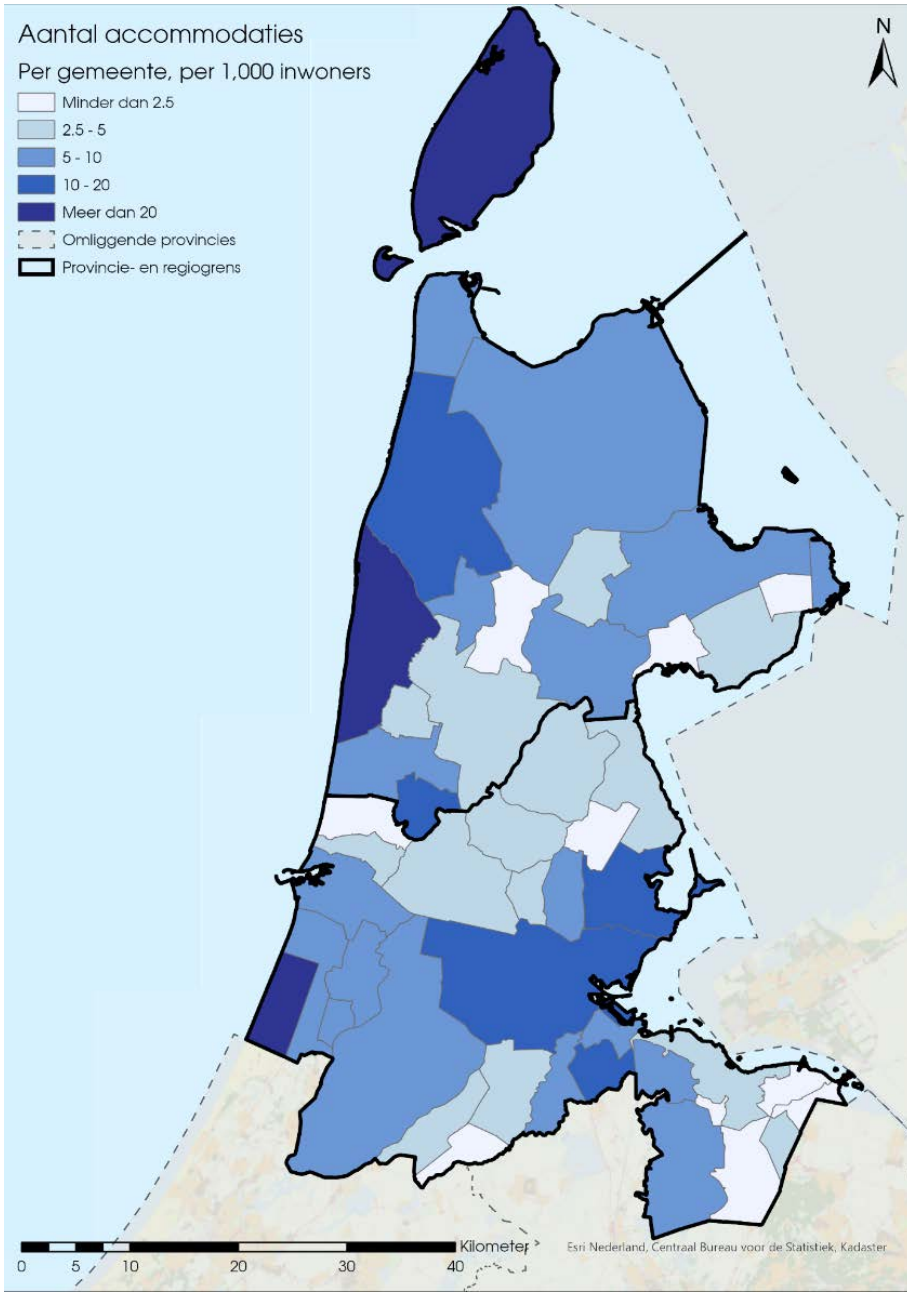 Aantal accommodaties
Per gemeente, per 1,000 inwoners
Minder dan 2.5
2.5 - 5
5 - 10
10 - 20
Meer dan 20
Omliggende provincies
Provincie- en regiogrens
N
Kilometer
0 5 10 20 30 40
Esri Nederland, Centraal Bureau voor de Statistiek, Kadaster